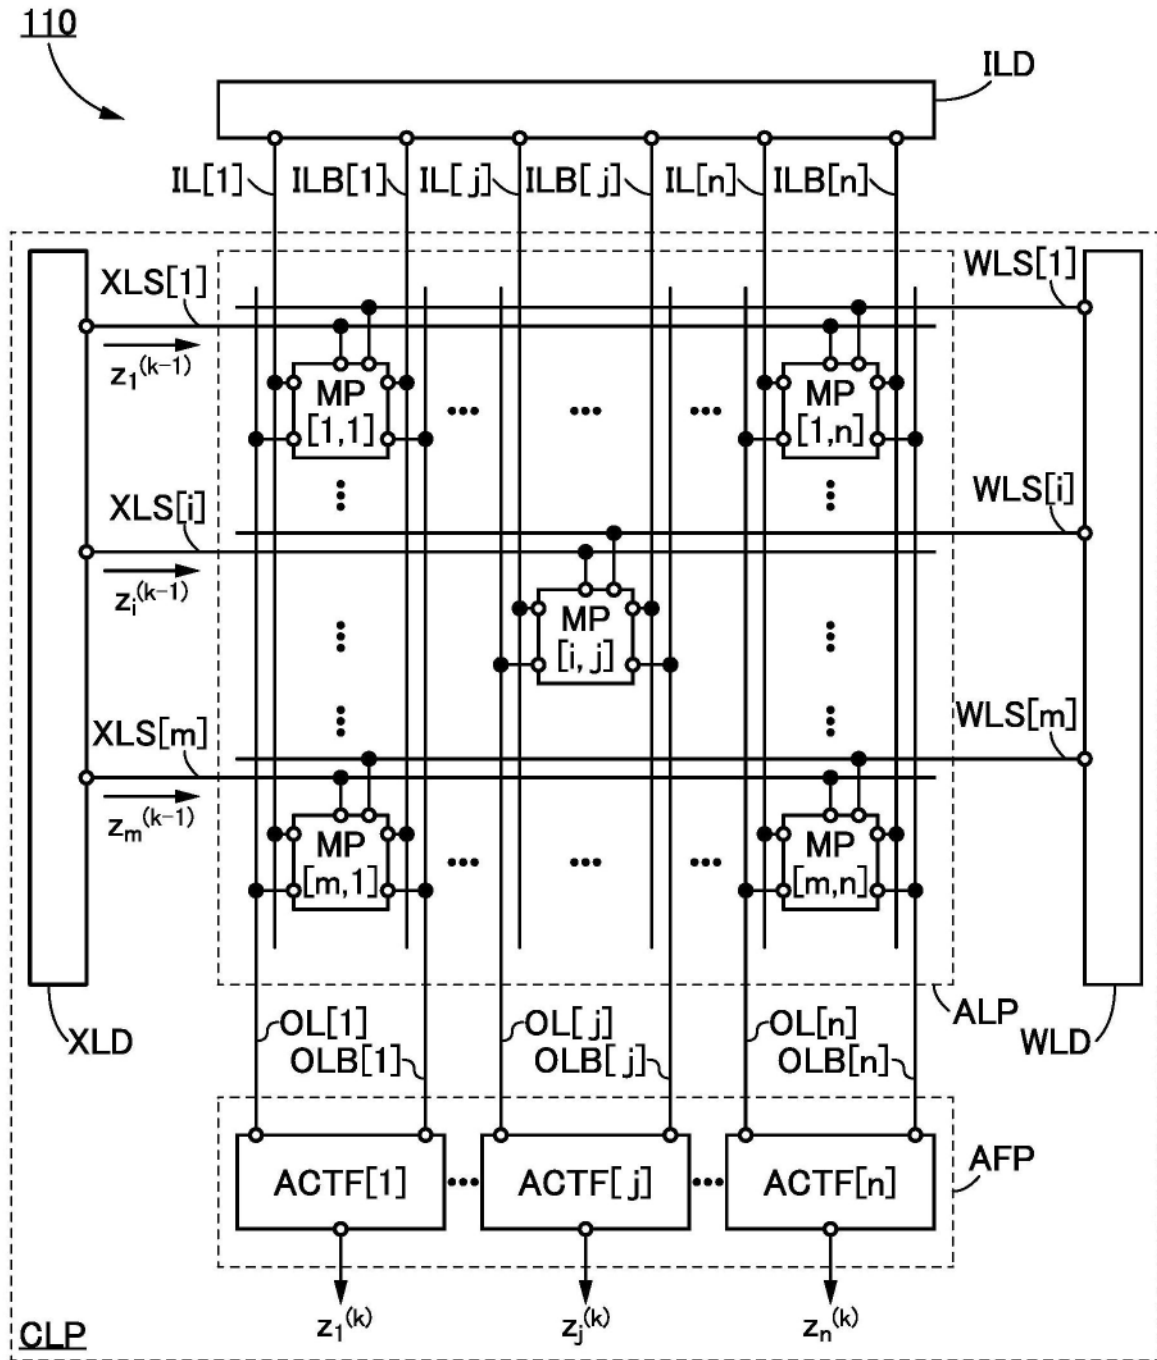 110
ILD
IL[1] ILB[1] IL[j] ILB[j] IL[n] ILB[n]
XLS[1] WLS[1]
z₁⁽ᵏ⁻¹⁾
MP [1,1] ••• ••• ••• MP [1,n]
XLS[i] WLS[i]
zᵢ⁽ᵏ⁻¹⁾
MP [i,j]
XLS[m] WLS[m]
zₘ⁽ᵏ⁻¹⁾
MP [m,1] ••• ••• ••• MP [m,n]
XLD ALP WLD
OL[1] OL[j] OL[n]
OLB[1] OLB[j] OLB[n]
AFP
ACTF[1] ••• ACTF[j] ••• ACTF[n]
z₁⁽ᵏ⁾ zⱼ⁽ᵏ⁾ zₙ⁽ᵏ⁾
CLP